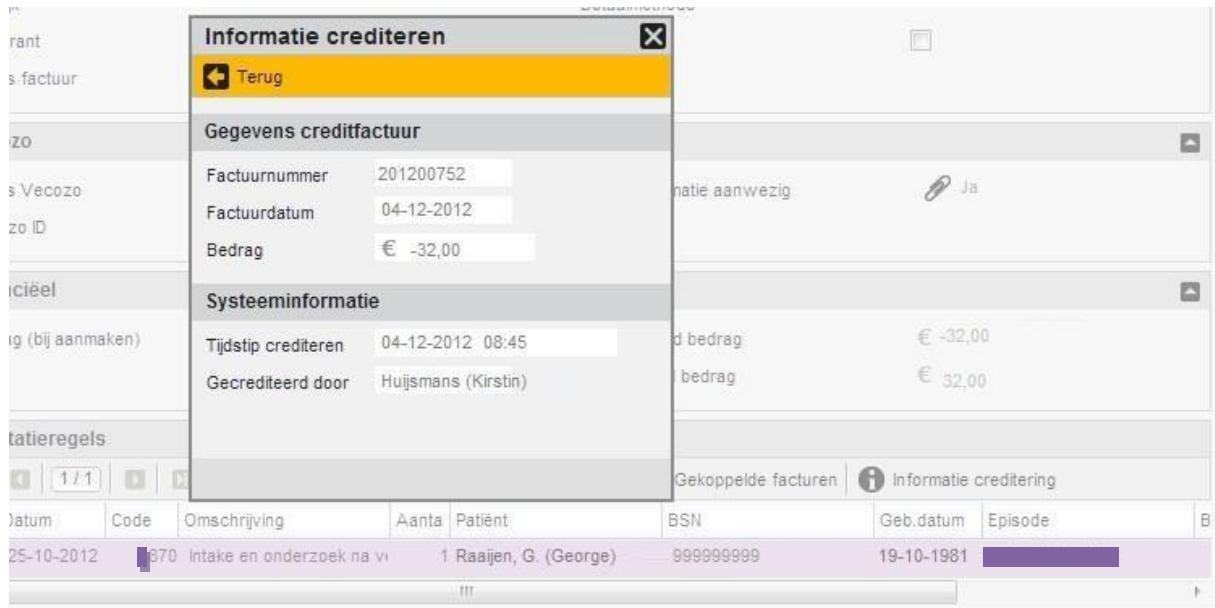 Informatie crediteren
Terug
Gegevens creditfactuur
Factuurnummer 201200752
Factuurdatum 04-12-2012
Bedrag € -32,00
Systeeminformatie
Tijdstip crediteren 04-12-2012 08:45
Gecrediteerd door Huijsmans (Kirstin)
rant
s factuur
zo
s Vecozo natie aanwezig Ja
zo ID
ciëel
ig (bij aanmaken) d bedrag € -32,00
bedrag € 32,00
tatieregels
1 / 1 Gekoppelde facturen Informatie creditering
Datum Code Omschrijving Aanta Patiënt BSN Geb.datum Episode B
25-10-2012 870 Intake en onderzoek na v 1 Raaijen, G. (George) 999999999 19-10-1981